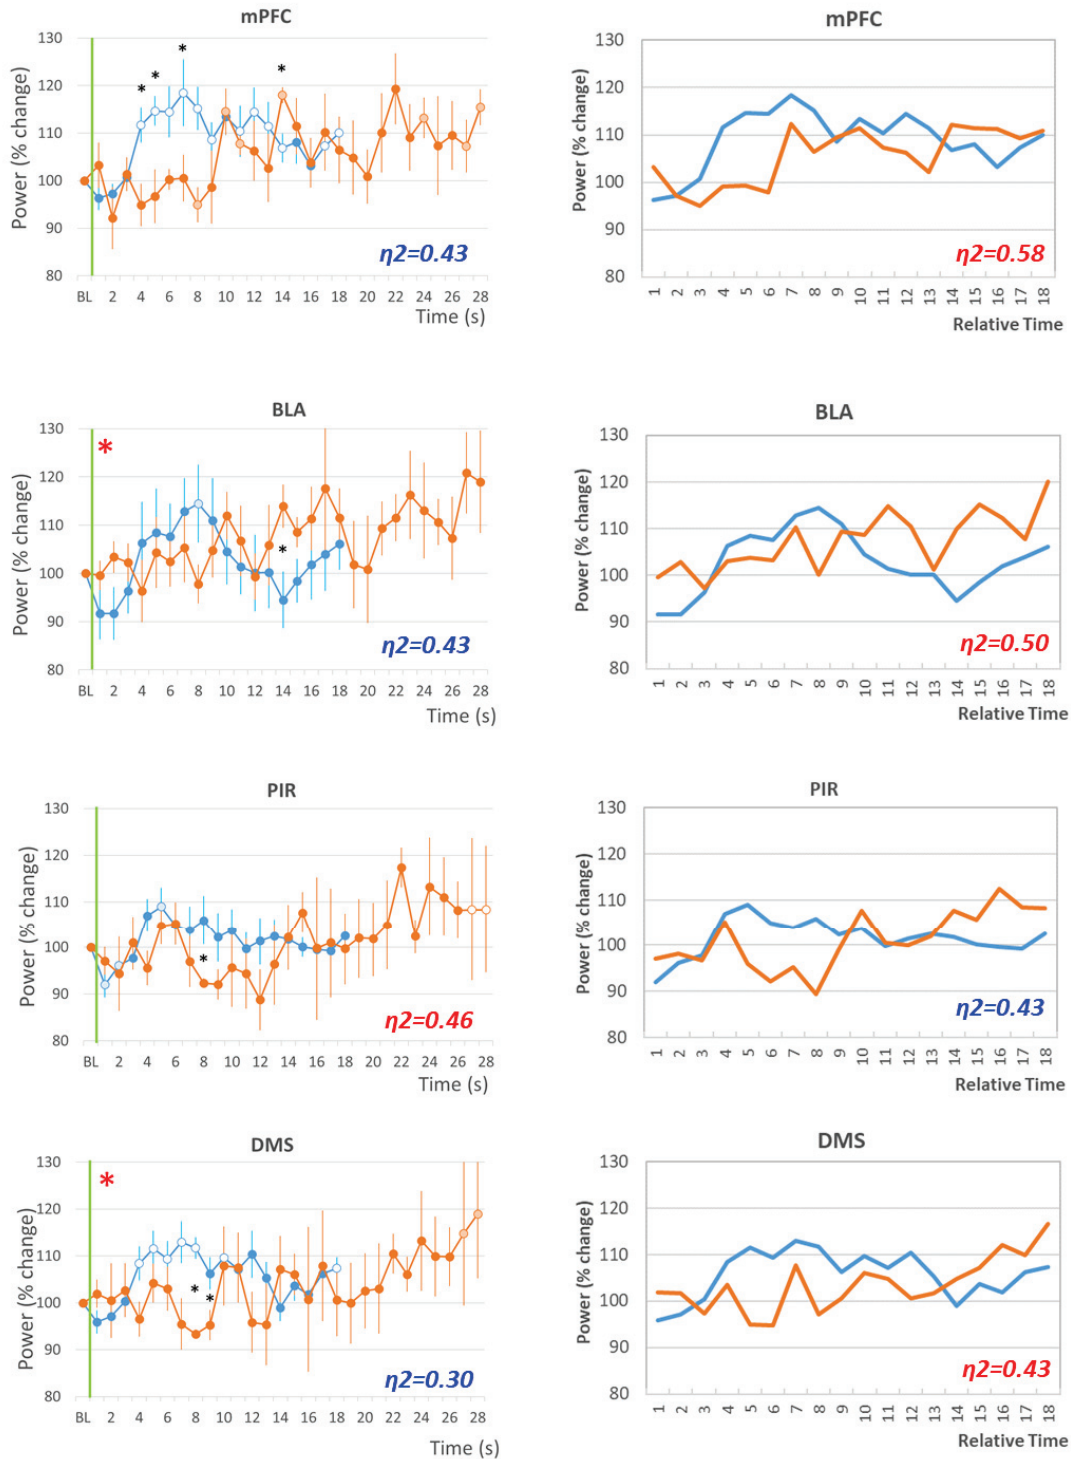 mPFC
130
120
110
100
90
80
Power (% change)
* * * *
η2=0.43
BL 2 4 6 8 10 12 14 16 18 20 22 24 26 28
Time (s)
mPFC
130
120
110
100
90
80
Power (% change)
η2=0.58
1 2 3 4 5 6 7 8 9 10 11 12 13 14 15 16 17 18
Relative Time
BLA
130
120
110
100
90
80
Power (% change)
*
*
η2=0.43
BL 2 4 6 8 10 12 14 16 18 20 22 24 26 28
Time (s)
BLA
130
120
110
100
90
80
Power (% change)
η2=0.50
1 2 3 4 5 6 7 8 9 10 11 12 13 14 15 16 17 18
Relative Time
PIR
130
120
110
100
90
80
Power (% change)
*
η2=0.46
BL 2 4 6 8 10 12 14 16 18 20 22 24 26 28
Time (s)
PIR
130
120
110
100
90
80
Power (% change)
η2=0.43
1 2 3 4 5 6 7 8 9 10 11 12 13 14 15 16 17 18
Relative Time
DMS
130
120
110
100
90
80
Power (% change)
*
* *
η2=0.30
BL 2 4 6 8 10 12 14 16 18 20 22 24 26 28
Time (s)
DMS
130
120
110
100
90
80
Power (% change)
η2=0.43
1 2 3 4 5 6 7 8 9 10 11 12 13 14 15 16 17 18
Relative Time